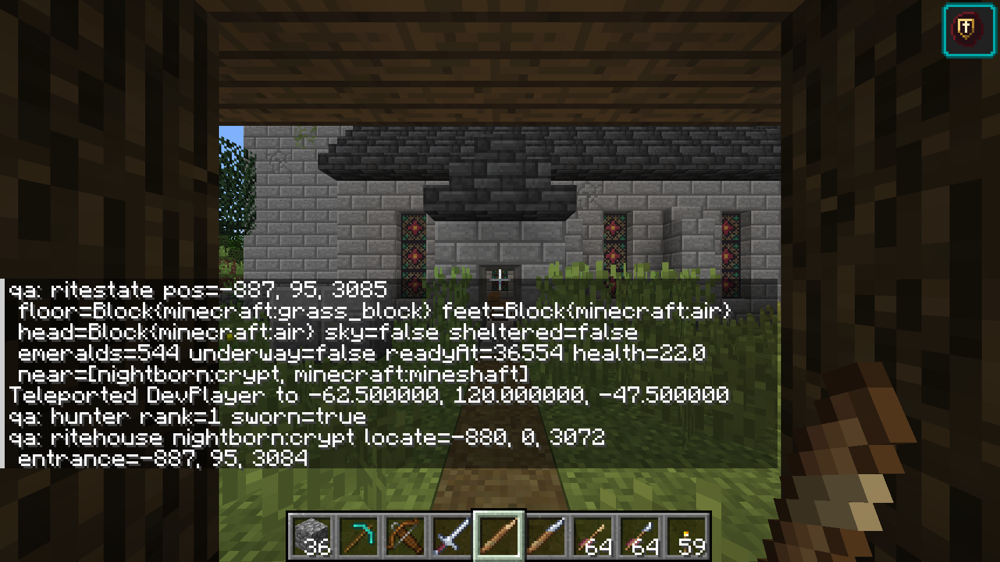 qa: ritestate pos=-887, 95, 3085
floor=Block{minecraft:grass_block} feet=Block{minecraft:air}
head=Block{minecraft:air} sky=false sheltered=false
emeralds=544 underway=false readyAt=36554 health=22.0
near=[nightborn:crypt, minecraft:mineshaft]
Teleported DevPlayer to -62.500000, 120.000000, -47.500000
qa: hunter rank=1 sworn=true
qa: ritehouse nightborn:crypt locate=-880, 0, 3072
entrance=-887, 95, 3084
36 64 64 59